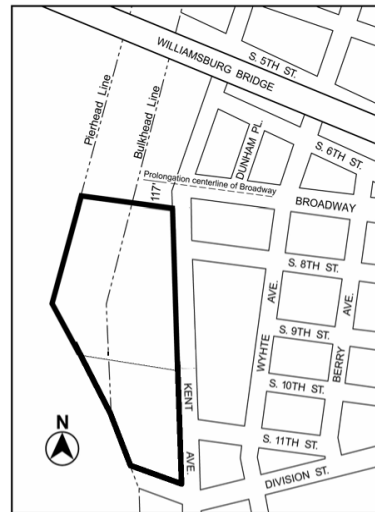 S. 5TH ST.
WILLIAMSBURG BRIDGE
Pierhead Line
Bulkhead Line
DUNHAM PL.
S. 6TH ST.
Prolongation centerline of Broadway
117'
BROADWAY
S. 8TH ST.
AVE.
AVE.
S. 9TH ST.
WYHTE
BERRY
KENT
S. 10TH ST.
N
S. 11TH ST.
AVE.
DIVISION ST.